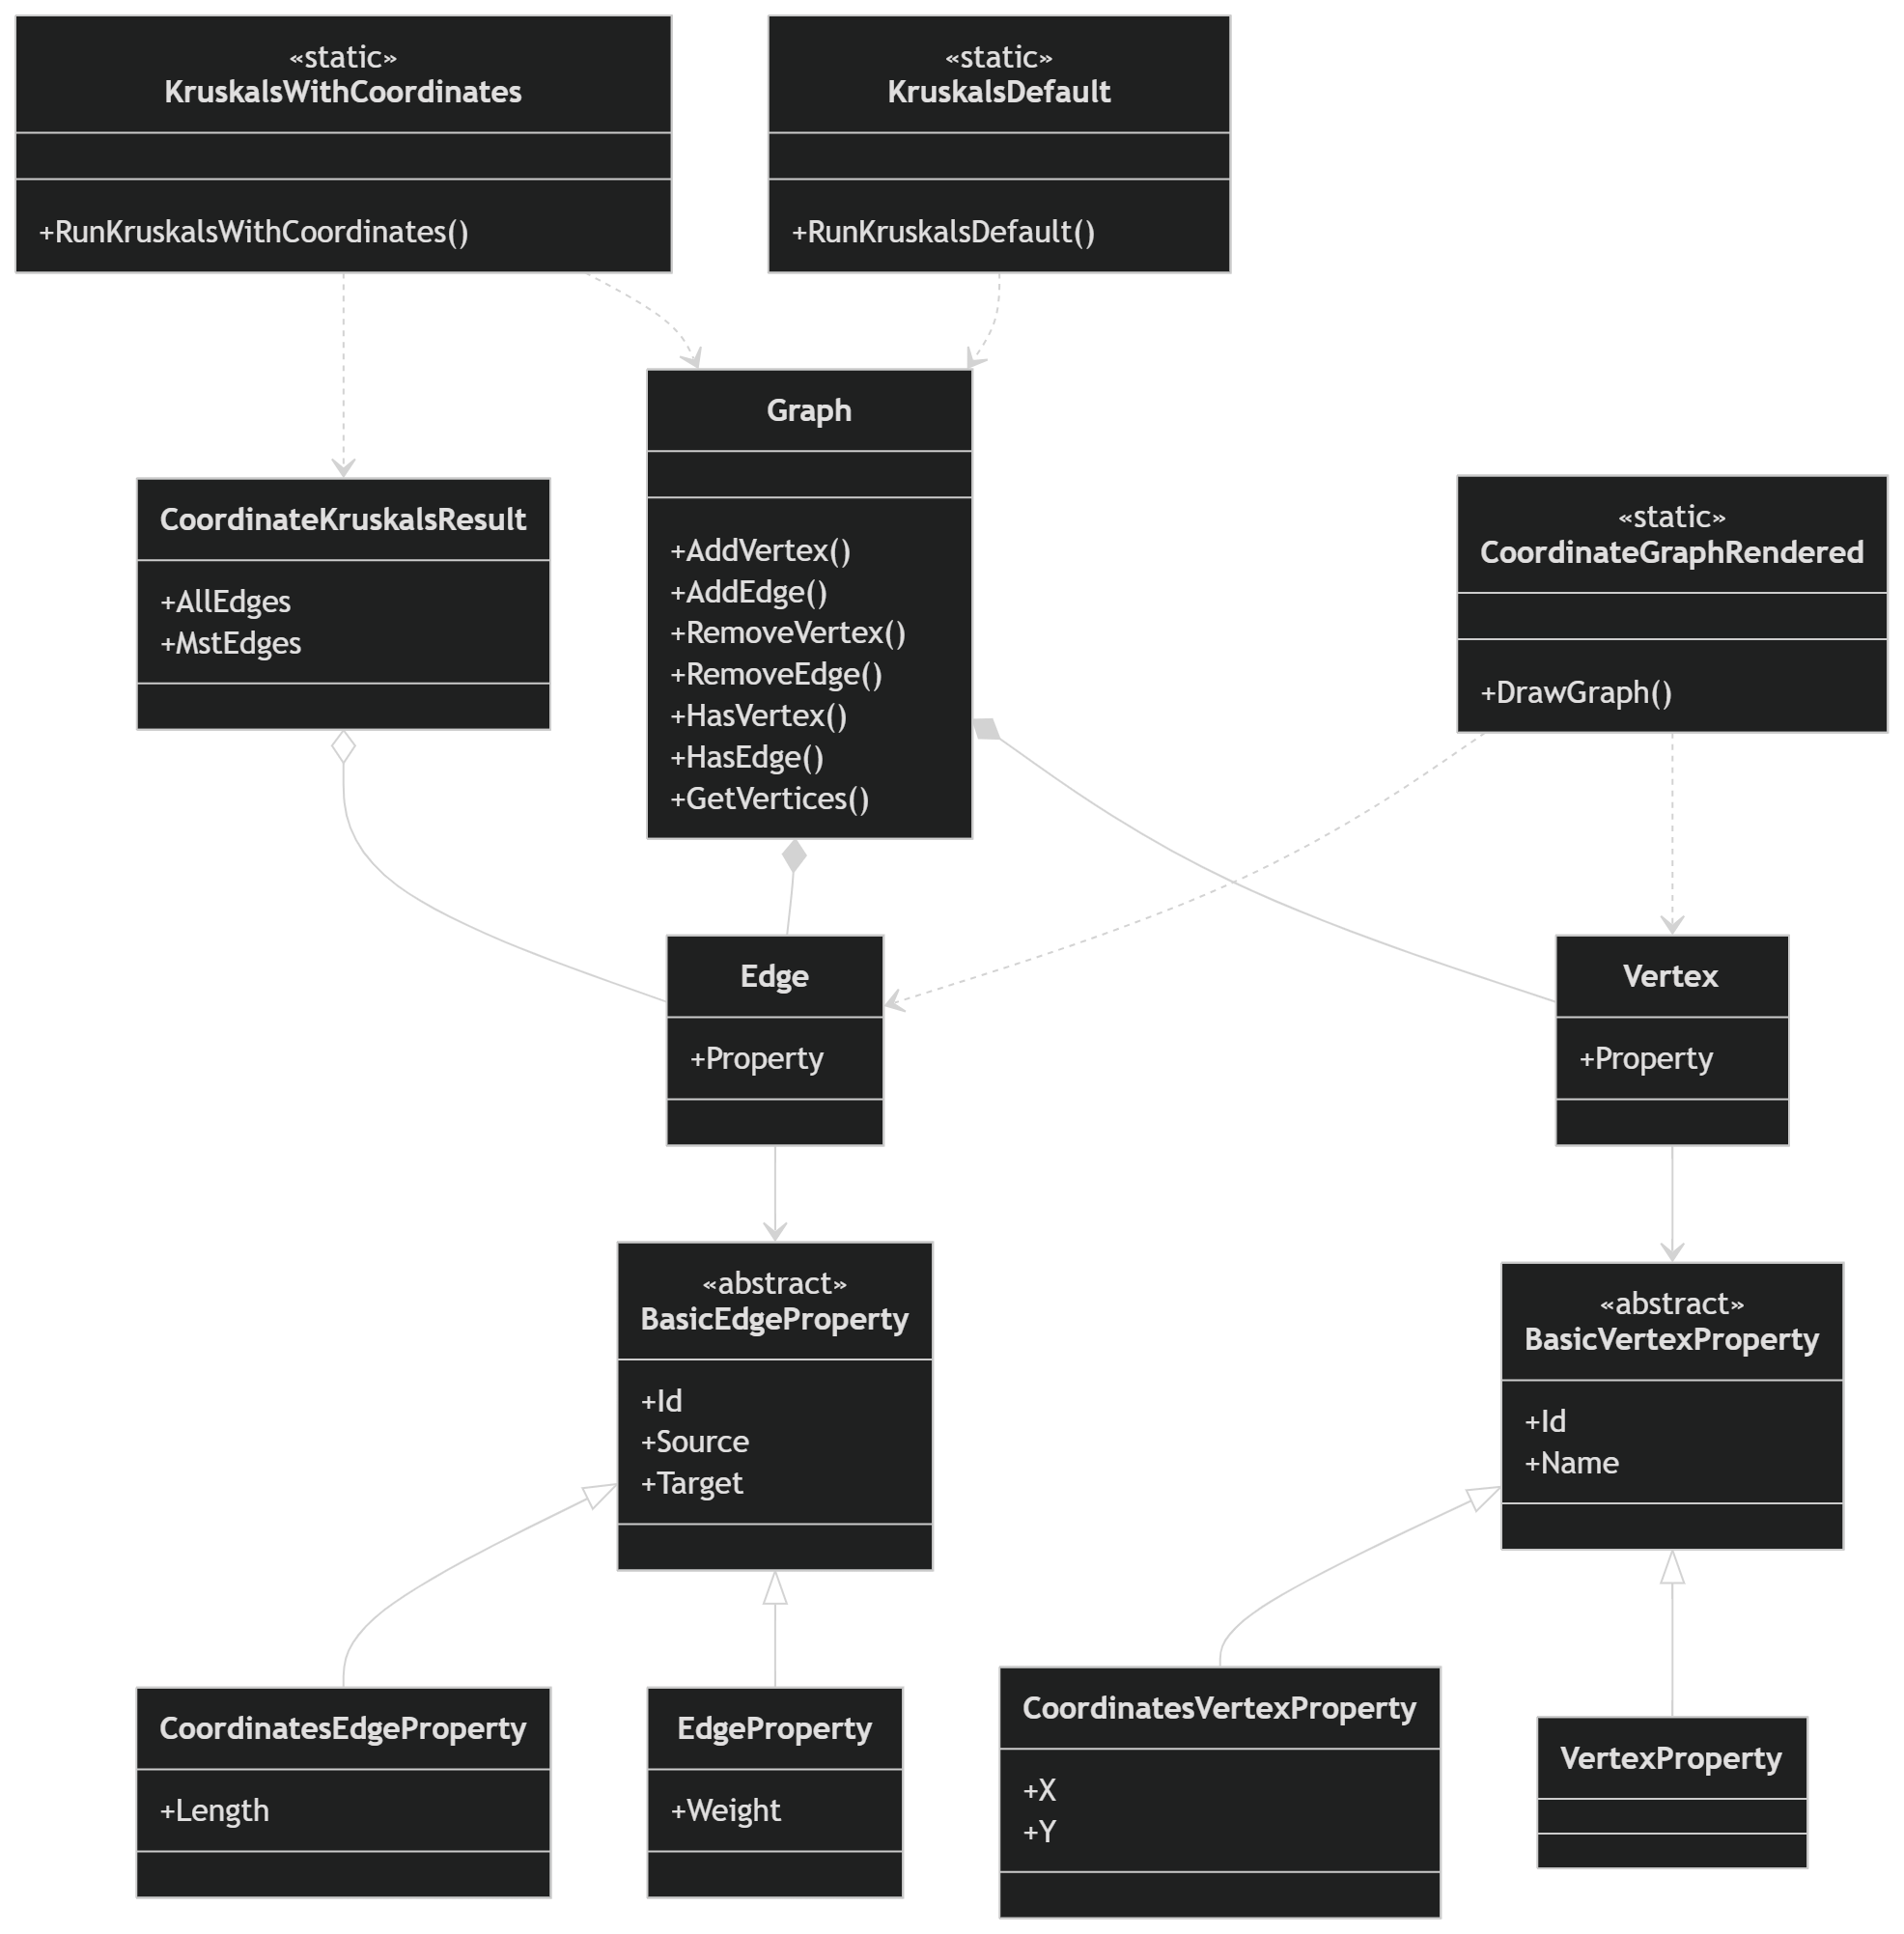 «static»
KruskalsWithCoordinates
+RunKruskalsWithCoordinates()
«static»
KruskalsDefault
+RunKruskalsDefault()
Graph
+AddVertex()
+AddEdge()
+RemoveVertex()
+RemoveEdge()
+HasVertex()
+HasEdge()
+GetVertices()
CoordinateKruskalsResult
+AllEdges
+MstEdges
«static»
CoordinateGraphRendered
+DrawGraph()
Edge
+Property
Vertex
+Property
«abstract»
BasicEdgeProperty
+Id
+Source
+Target
«abstract»
BasicVertexProperty
+Id
+Name
CoordinatesEdgeProperty
+Length
EdgeProperty
+Weight
CoordinatesVertexProperty
+X
+Y
VertexProperty